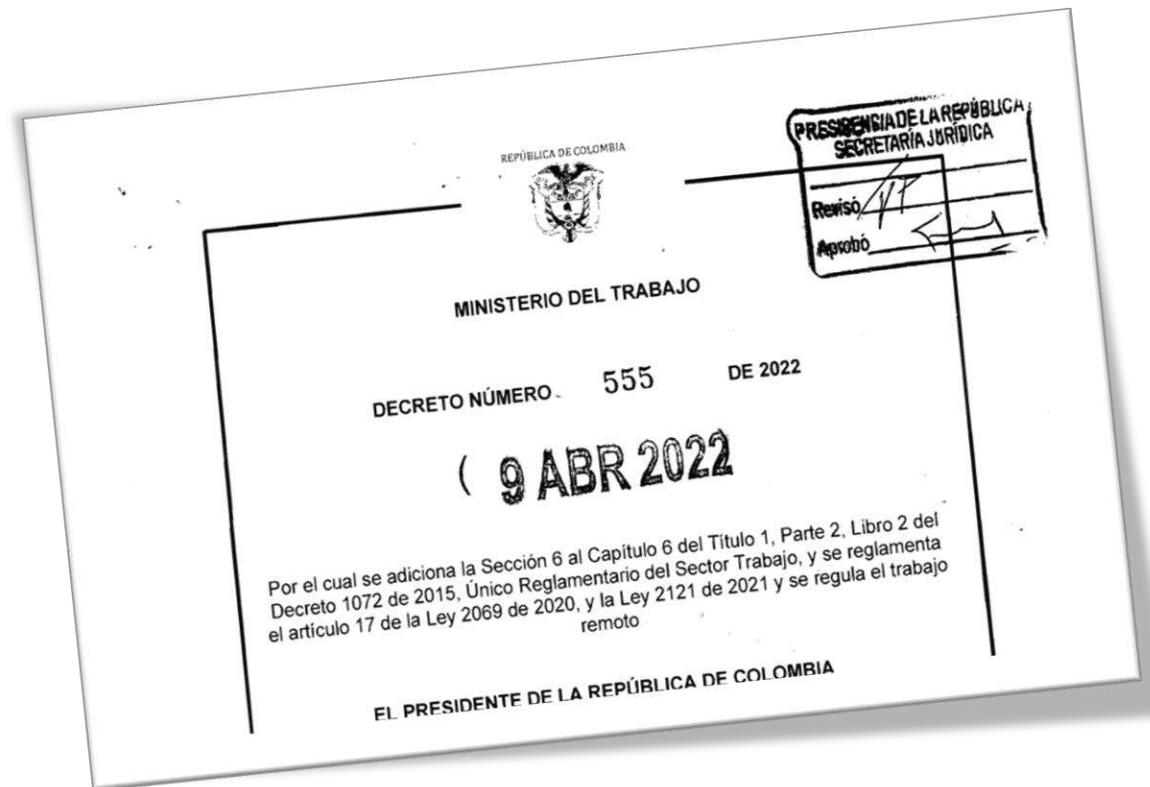 REPÚBLICA DE COLOMBIA
PRESIDENCIA DE LA REPÚBLICA
SECRETARÍA JURÍDICA
Revisó
Aprobó
MINISTERIO DEL TRABAJO
DECRETO NÚMERO 555 DE 2022
( 9 ABR 2022
Por el cual se adiciona la Sección 6 al Capítulo 6 del Título 1, Parte 2, Libro 2 del
Decreto 1072 de 2015, Único Reglamentario del Sector Trabajo, y se reglamenta
el artículo 17 de la Ley 2069 de 2020, y la Ley 2121 de 2021 y se regula el trabajo
remoto
EL PRESIDENTE DE LA REPÚBLICA DE COLOMBIA